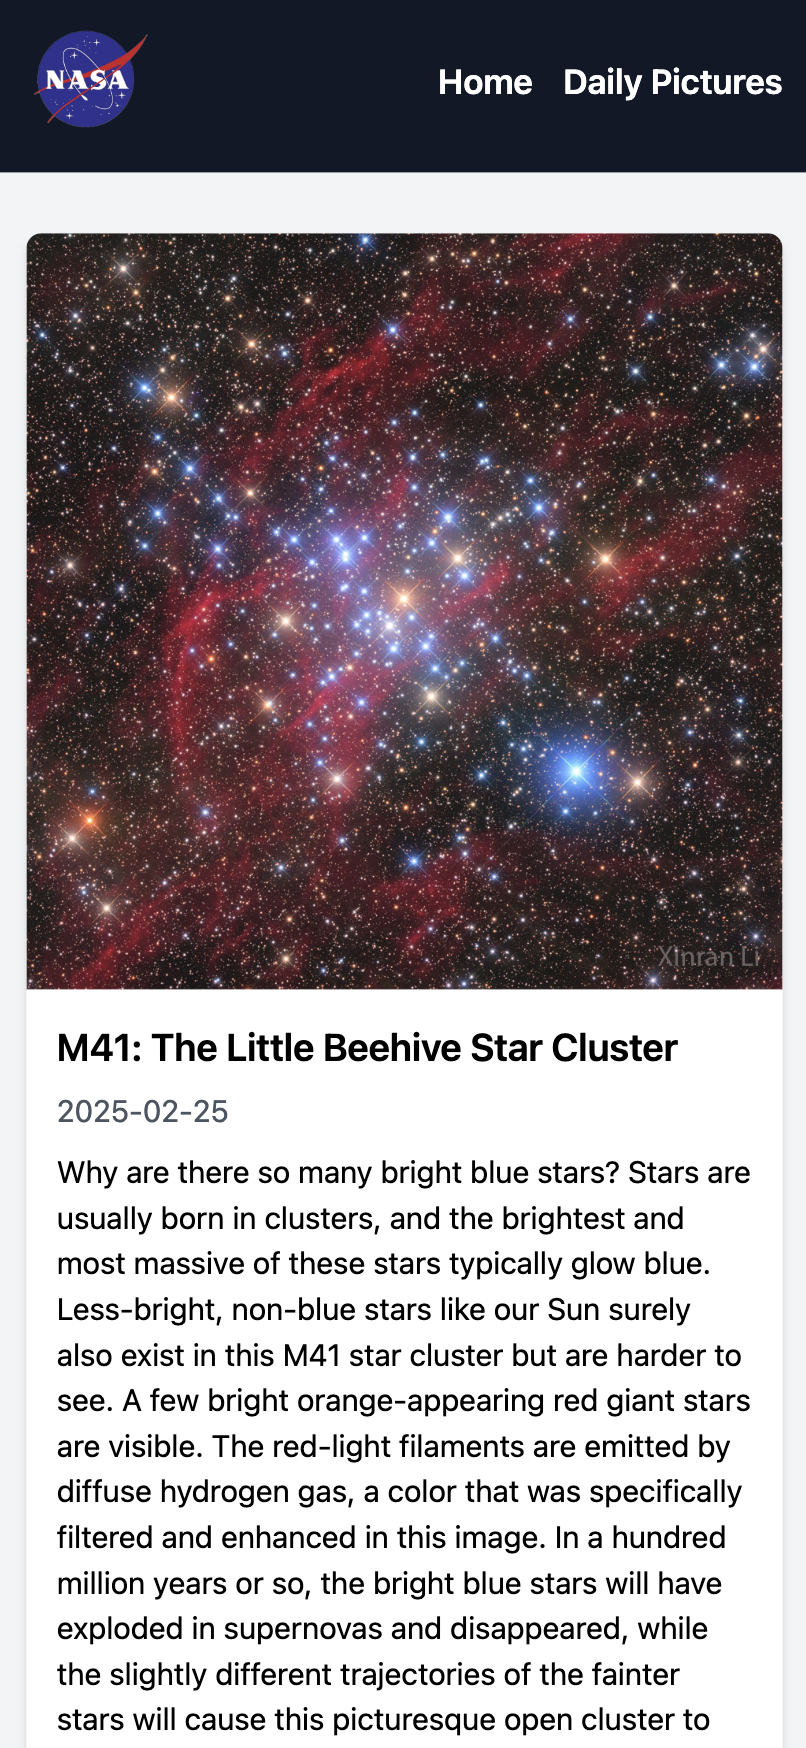 NASA
Home Daily Pictures
Xinran Li
M41: The Little Beehive Star Cluster
2025-02-25
Why are there so many bright blue stars? Stars are
usually born in clusters, and the brightest and
most massive of these stars typically glow blue.
Less-bright, non-blue stars like our Sun surely
also exist in this M41 star cluster but are harder to
see. A few bright orange-appearing red giant stars
are visible. The red-light filaments are emitted by
diffuse hydrogen gas, a color that was specifically
filtered and enhanced in this image. In a hundred
million years or so, the bright blue stars will have
exploded in supernovas and disappeared, while
the slightly different trajectories of the fainter
stars will cause this picturesque open cluster to